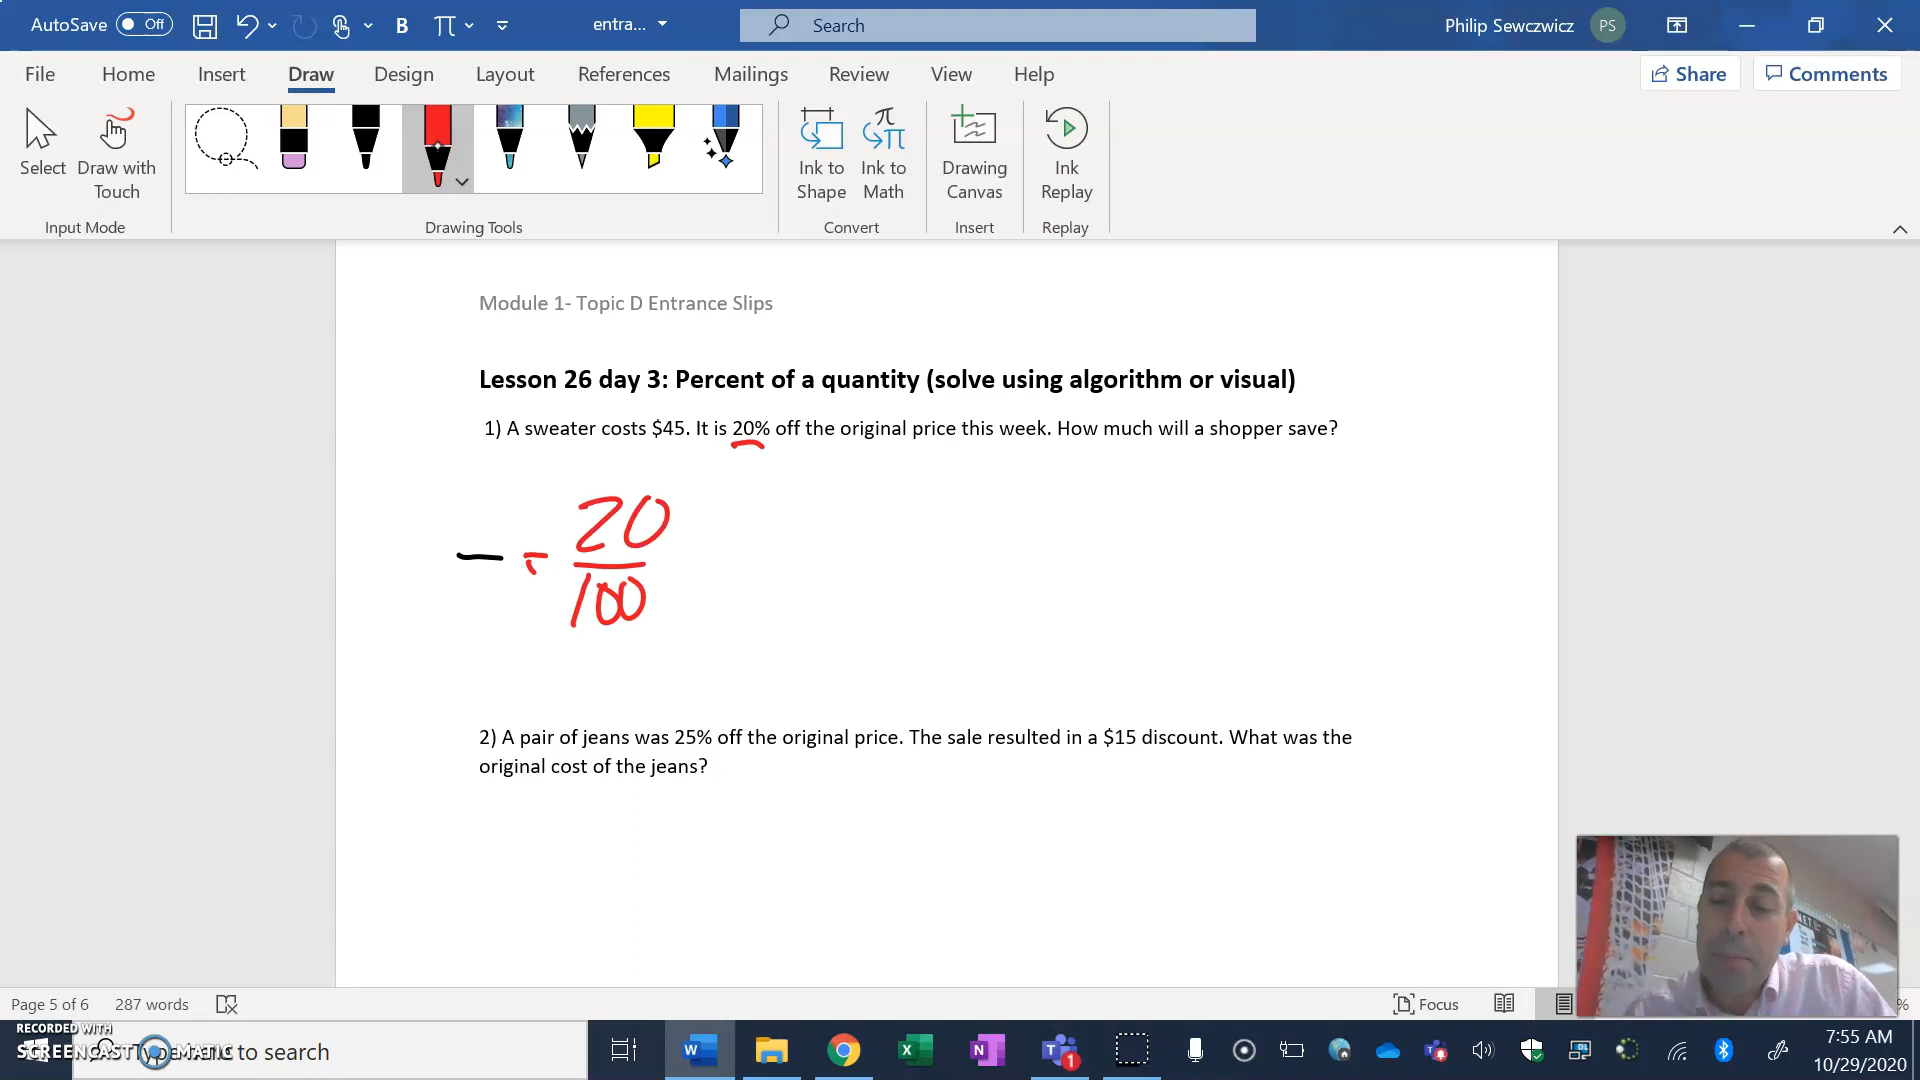 AutoSave Off B π entra... Search Philip Sewczwicz PS
File Home Insert Draw Design Layout References Mailings Review View Help Share Comments
Select Draw with Touch Ink to Shape Ink to Math Drawing Canvas Ink Replay
Input Mode Drawing Tools Convert Insert Replay
Module 1- Topic D Entrance Slips
Lesson 26 day 3: Percent of a quantity (solve using algorithm or visual)
1) A sweater costs $45. It is 20% off the original price this week. How much will a shopper save?
20
— =
100
2) A pair of jeans was 25% off the original price. The sale resulted in a $15 discount. What was the
original cost of the jeans?
Page 5 of 6 287 words Focus %
RECORDED WITH
SCREENCAST MATIC
to search
7:55 AM
10/29/2020